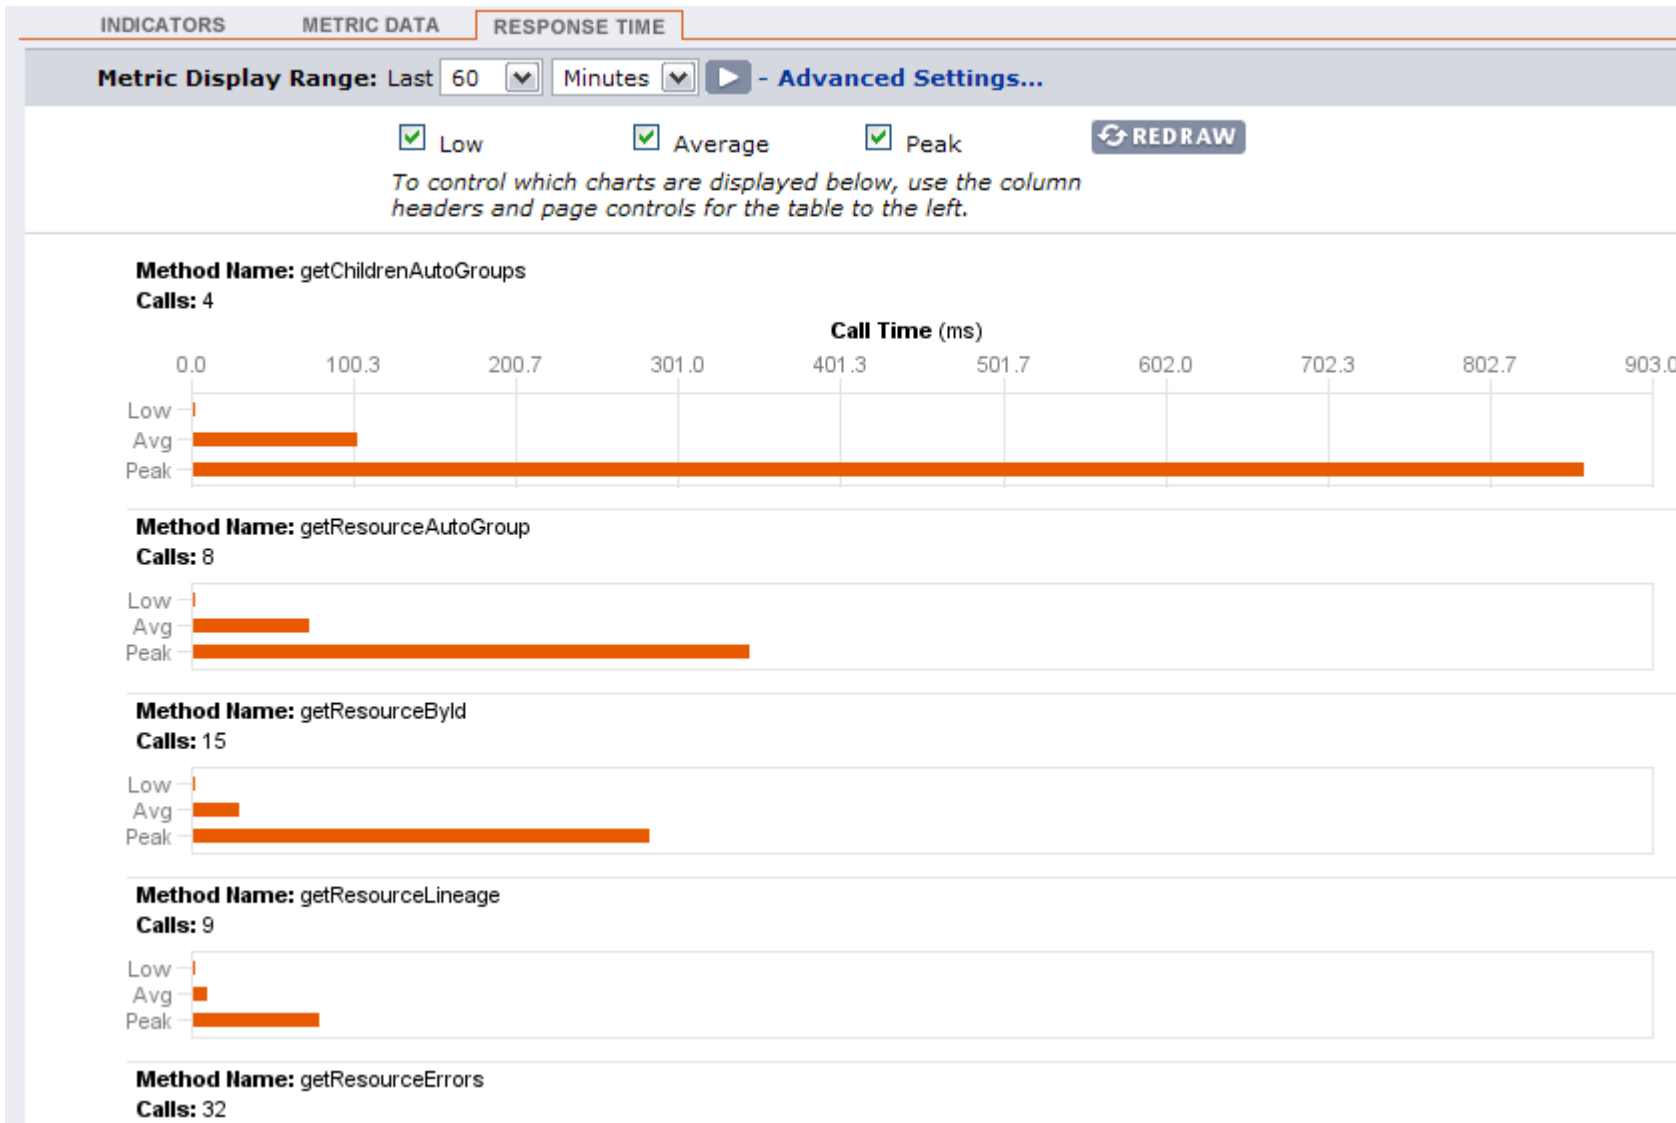 INDICATORS METRIC DATA RESPONSE TIME
Metric Display Range: Last 60 Minutes - Advanced Settings...
Low Average Peak REDRAW
To control which charts are displayed below, use the column
headers and page controls for the table to the left.
Method Name: getChildrenAutoGroups
Calls: 4
Call Time (ms)
0.0 100.3 200.7 301.0 401.3 501.7 602.0 702.3 802.7 903.0
Low
Avg
Peak
Method Name: getResourceAutoGroup
Calls: 8
Low
Avg
Peak
Method Name: getResourceById
Calls: 15
Low
Avg
Peak
Method Name: getResourceLineage
Calls: 9
Low
Avg
Peak
Method Name: getResourceErrors
Calls: 32